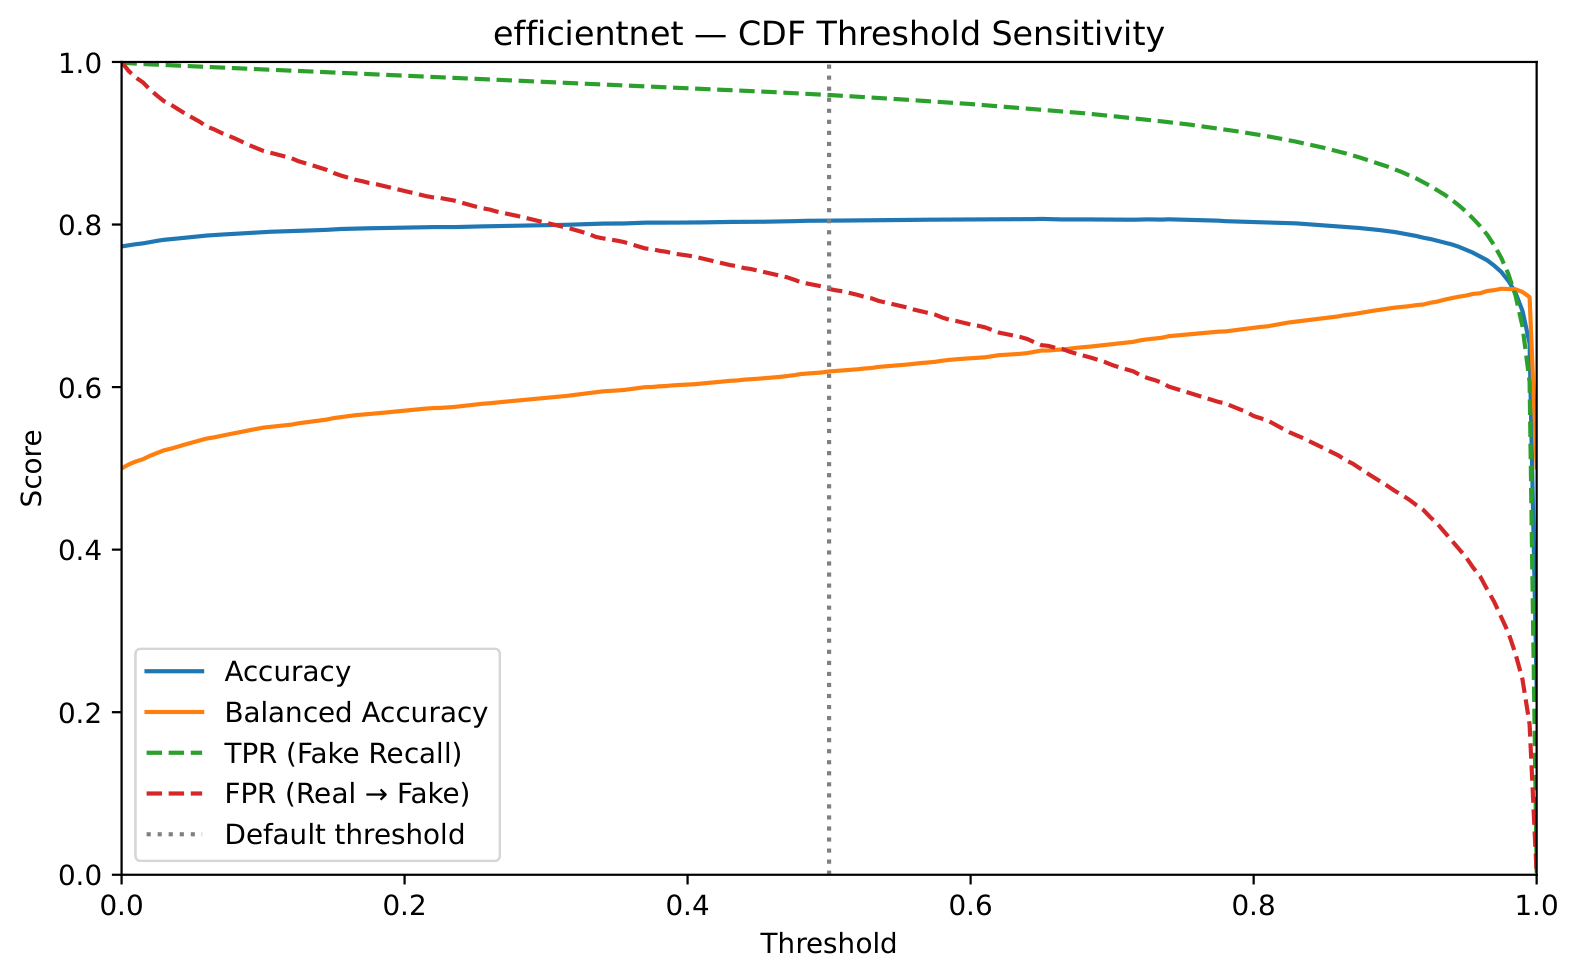 efficientnet — CDF Threshold Sensitivity
1.0
0.8
0.6
0.4
0.2
0.0
Score
Accuracy
Balanced Accuracy
TPR (Fake Recall)
FPR (Real → Fake)
Default threshold
0.0 0.2 0.4 0.6 0.8 1.0
Threshold